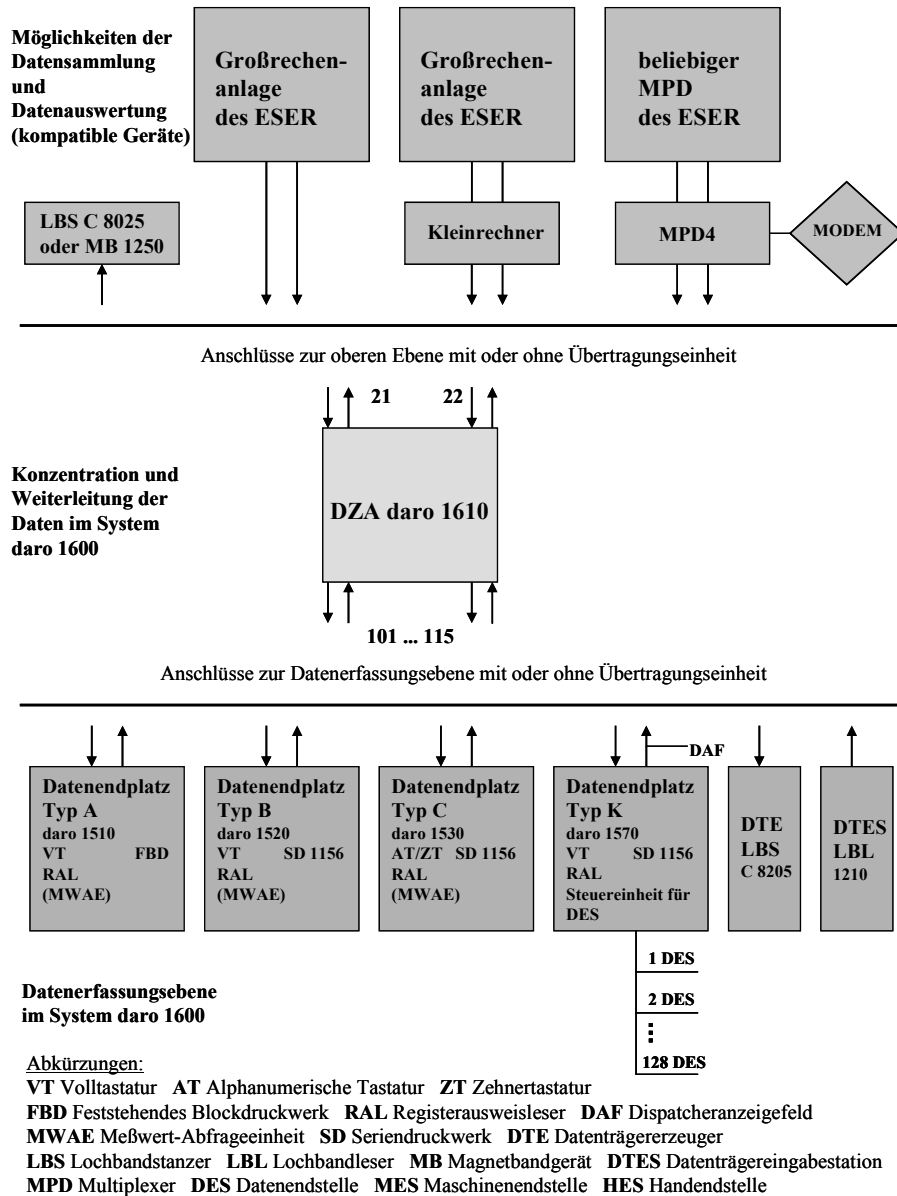 Möglichkeiten der
Datensammlung
und
Datenauswertung
(kompatible Geräte)
Großrechen-
anlage
des ESER
Großrechen-
anlage
des ESER
beliebiger
MPD
des ESER
LBS C 8025
oder MB 1250
Kleinrechner
MPD4
MODEM
Anschlüsse zur oberen Ebene mit oder ohne Übertragungseinheit
21 22
Konzentration und
Weiterleitung der
Daten im System
daro 1600
DZA daro 1610
101 ... 115
Anschlüsse zur Datenerfassungsebene mit oder ohne Übertragungseinheit
DAF
Datenendplatz
Typ A
daro 1510
VT FBD
RAL
(MWAE)
Datenendplatz
Typ B
daro 1520
VT SD 1156
RAL
(MWAE)
Datenendplatz
Typ C
daro 1530
AT/ZT SD 1156
RAL
(MWAE)
Datenendplatz
Typ K
daro 1570
VT SD 1156
RAL
Steuereinheit für
DES
DTE
LBS
C 8205
DTES
LBL
1210
1 DES
2 DES
128 DES
Datenerfassungsebene
im System daro 1600
Abkürzungen:
VT Volltastatur AT Alphanumerische Tastatur ZT Zehnertastatur
FBD Feststehendes Blockdruckwerk RAL Registerausweisleser DAF Dispatcheranzeigefeld
MWAE Meßwert-Abfrageeinheit SD Seriendruckwerk DTE Datenträgererzeuger
LBS Lochbandstanzer LBL Lochbandleser MB Magnetbandgerät DTES Datenträgereingabestation
MPD Multiplexer DES Datenendstelle MES Maschinenendstelle HES Handendstelle